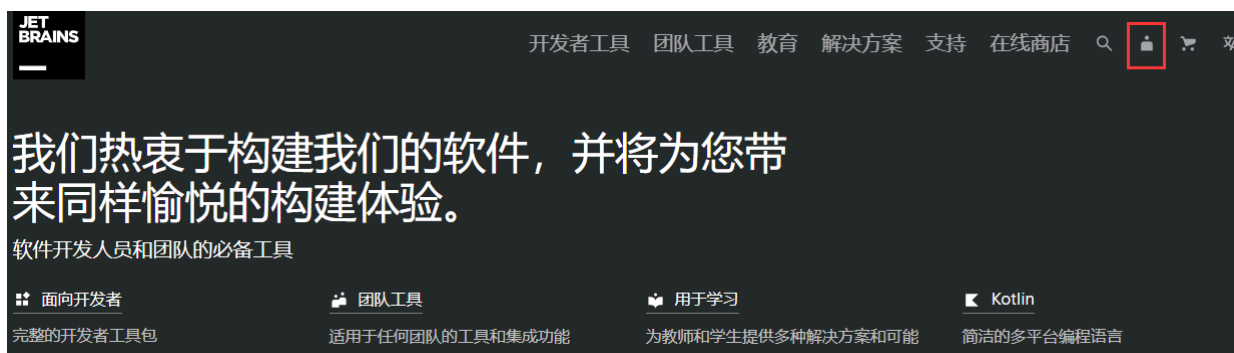 JET
BRAINS
开发者工具 团队工具 教育 解决方案 支持 在线商店
我们热衷于构建我们的软件，并将为您带
来同样愉悦的构建体验。
软件开发人员和团队的必备工具
面向开发者 团队工具 用于学习 Kotlin
完整的开发者工具包 适用于任何团队的工具和集成功能 为教师和学生提供多种解决方案和可能 简洁的多平台编程语言